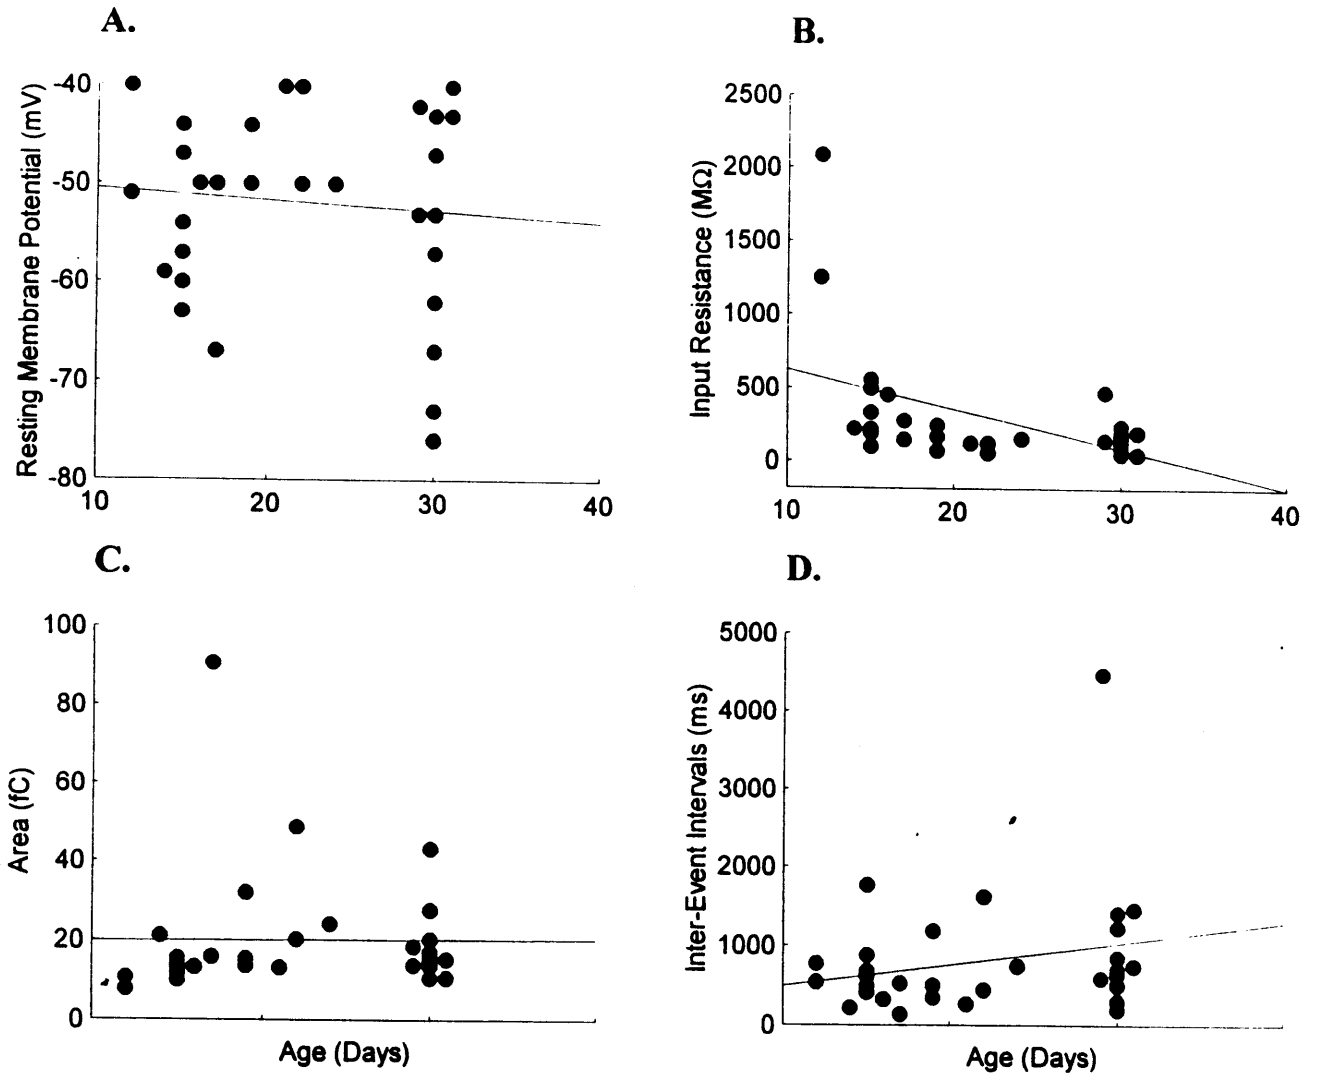 A.
Resting Membrane Potential (mV)
-40
-50
-60
-70
-80
10 20 30 40
B.
Input Resistance (MΩ)
2500
2000
1500
1000
500
0
10 20 30 40
C.
Area (fC)
100
80
60
40
20
0
Age (Days)
D.
Inter-Event Intervals (ms)
5000
4000
3000
2000
1000
0
Age (Days)